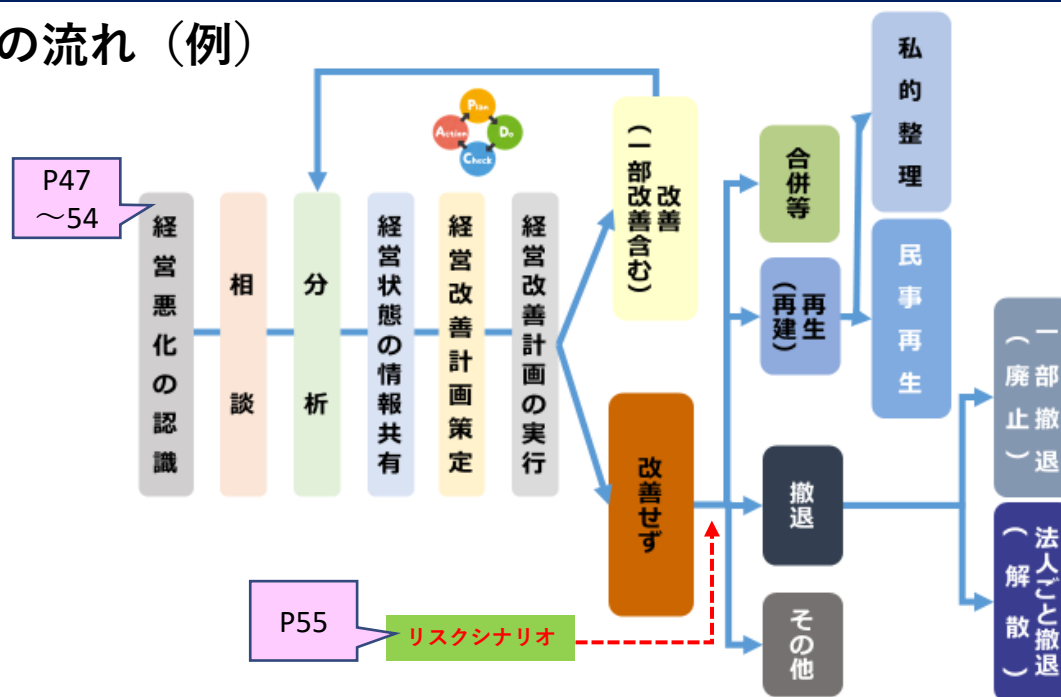 の流れ（例）
P47
～54
経営悪化の認識
相談
分析
経営状態の情報共有
経営改善計画策定
経営改善計画の実行
Plan
Do
Check
Action
改善
（一部改善含む）
改善せず
P55
リスクシナリオ
合併等
再生
（再建）
撤退
その他
私的整理
民事再生
一部撤退
（廃止）
法人ごと撤退
（解散）